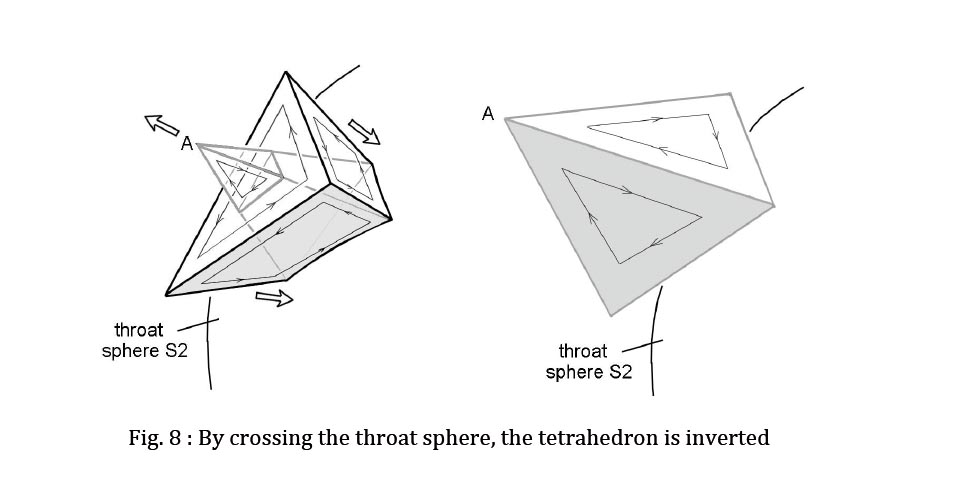 A
A
throat
sphere S2
throat
sphere S2
Fig. 8 : By crossing the throat sphere, the tetrahedron is inverted